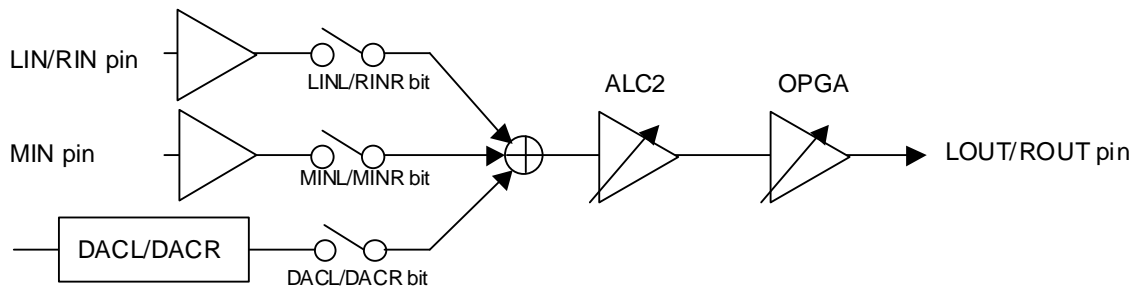 LIN/RIN pin
LINL/RINR bit
ALC2
OPGA
MIN pin
MINL/MINR bit
LOUT/ROUT pin
DACL/DACR
DACL/DACR bit